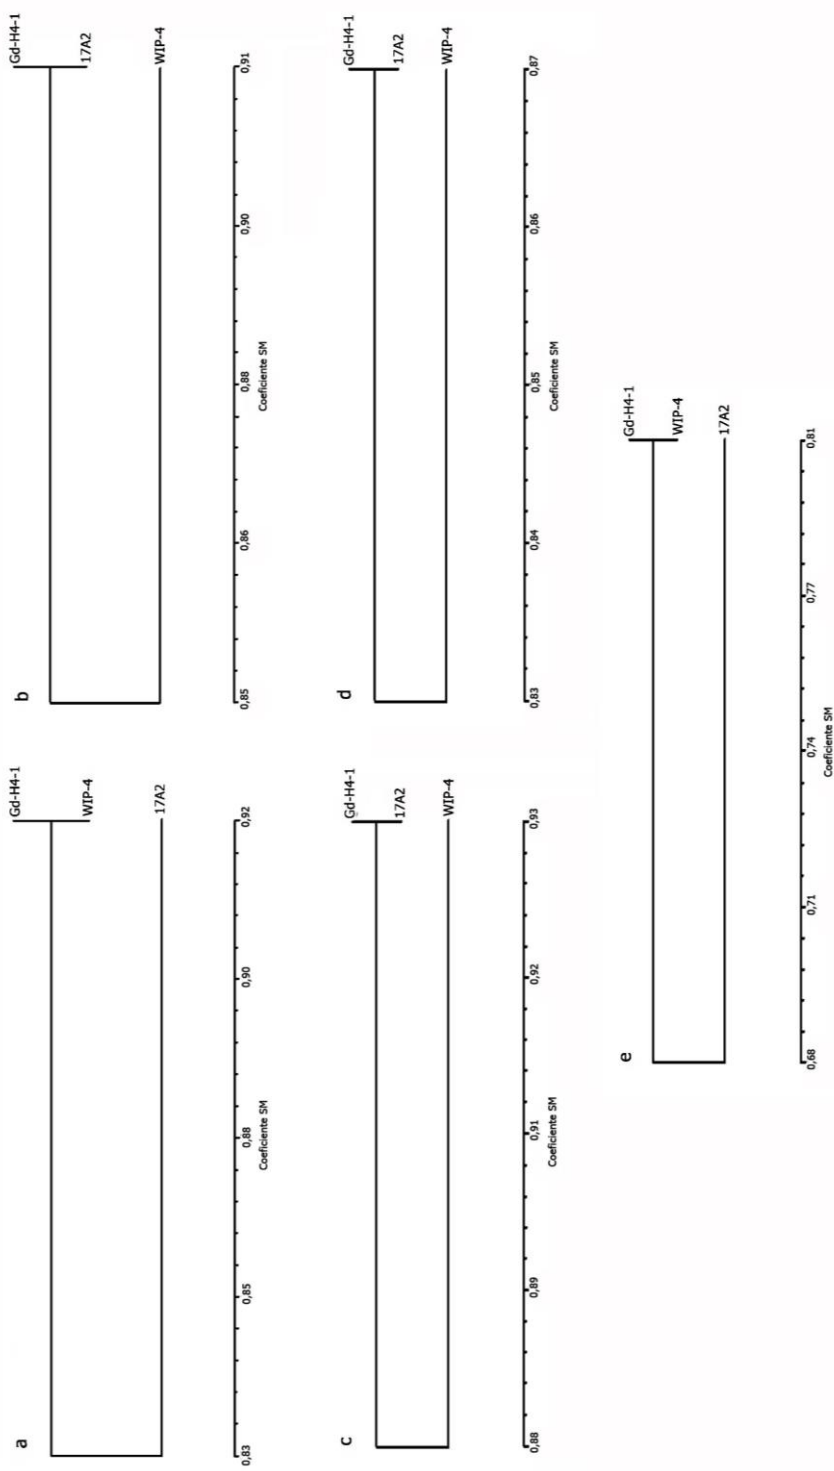 a
Gd-H4-1
WIP-4
17A2
0,83
0,85
0,88
0,90
0,92
Coeficiente SM
b
Gd-H4-1
17A2
WIP-4
0,85
0,86
0,88
0,90
0,91
Coeficiente SM
c
Gd-H4-1
17A2
WIP-4
0,88
0,89
0,91
0,92
0,93
Coeficiente SM
d
Gd-H4-1
17A2
WIP-4
0,83
0,84
0,85
0,86
0,87
Coeficiente SM
e
Gd-H4-1
WIP-4
17A2
0,68
0,71
0,74
0,77
0,81
Coeficiente SM